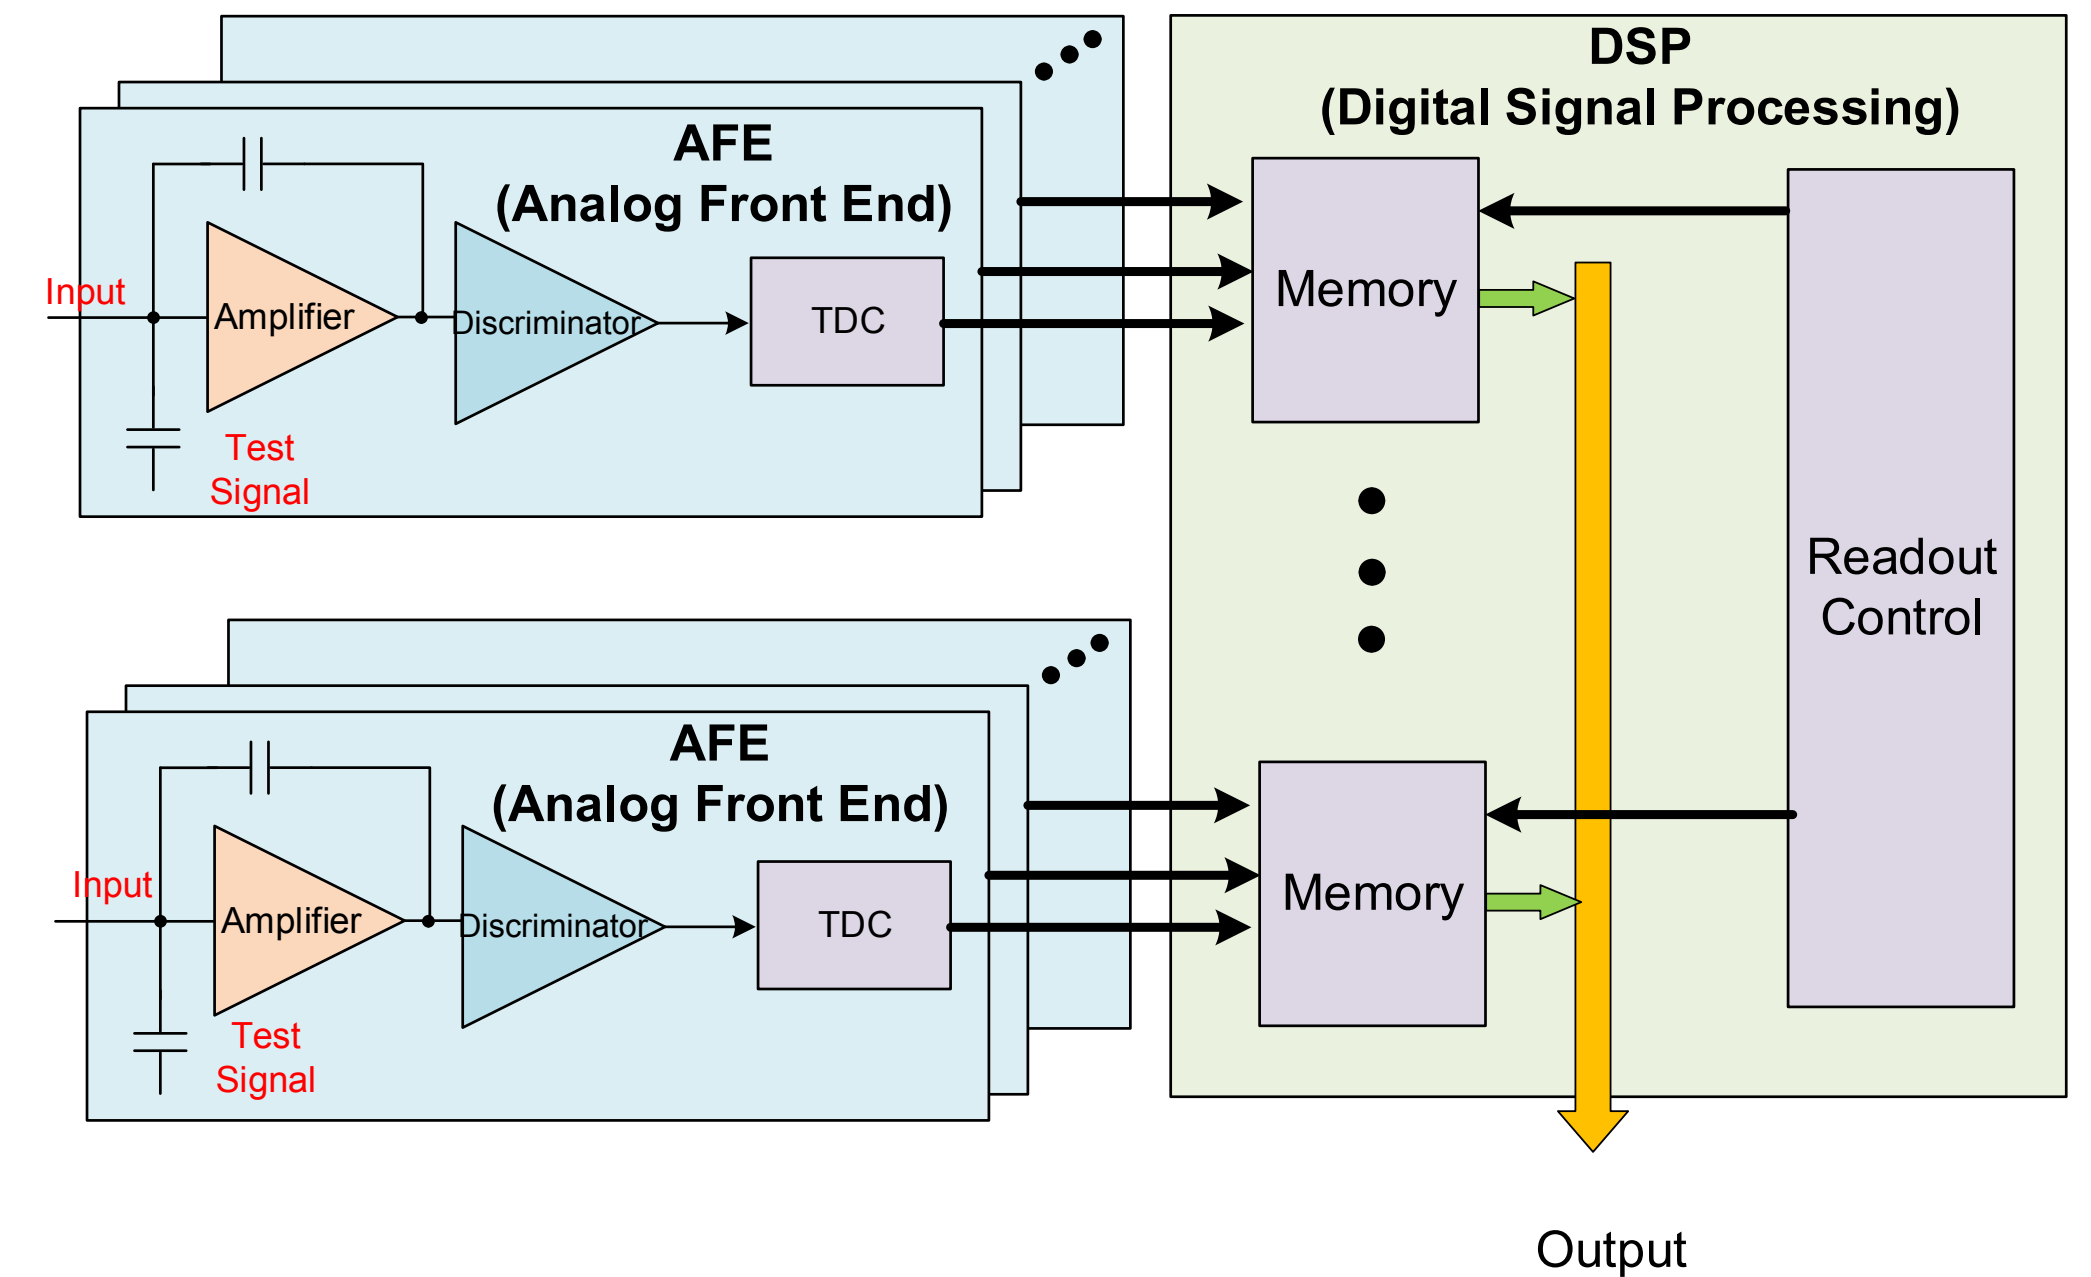 AFE
(Analog Front End)
Input
Amplifier
Discriminator
TDC
Test
Signal
DSP
(Digital Signal Processing)
Memory
Readout
Control
AFE
(Analog Front End)
Input
Amplifier
Discriminator
TDC
Test
Signal
Memory
Output